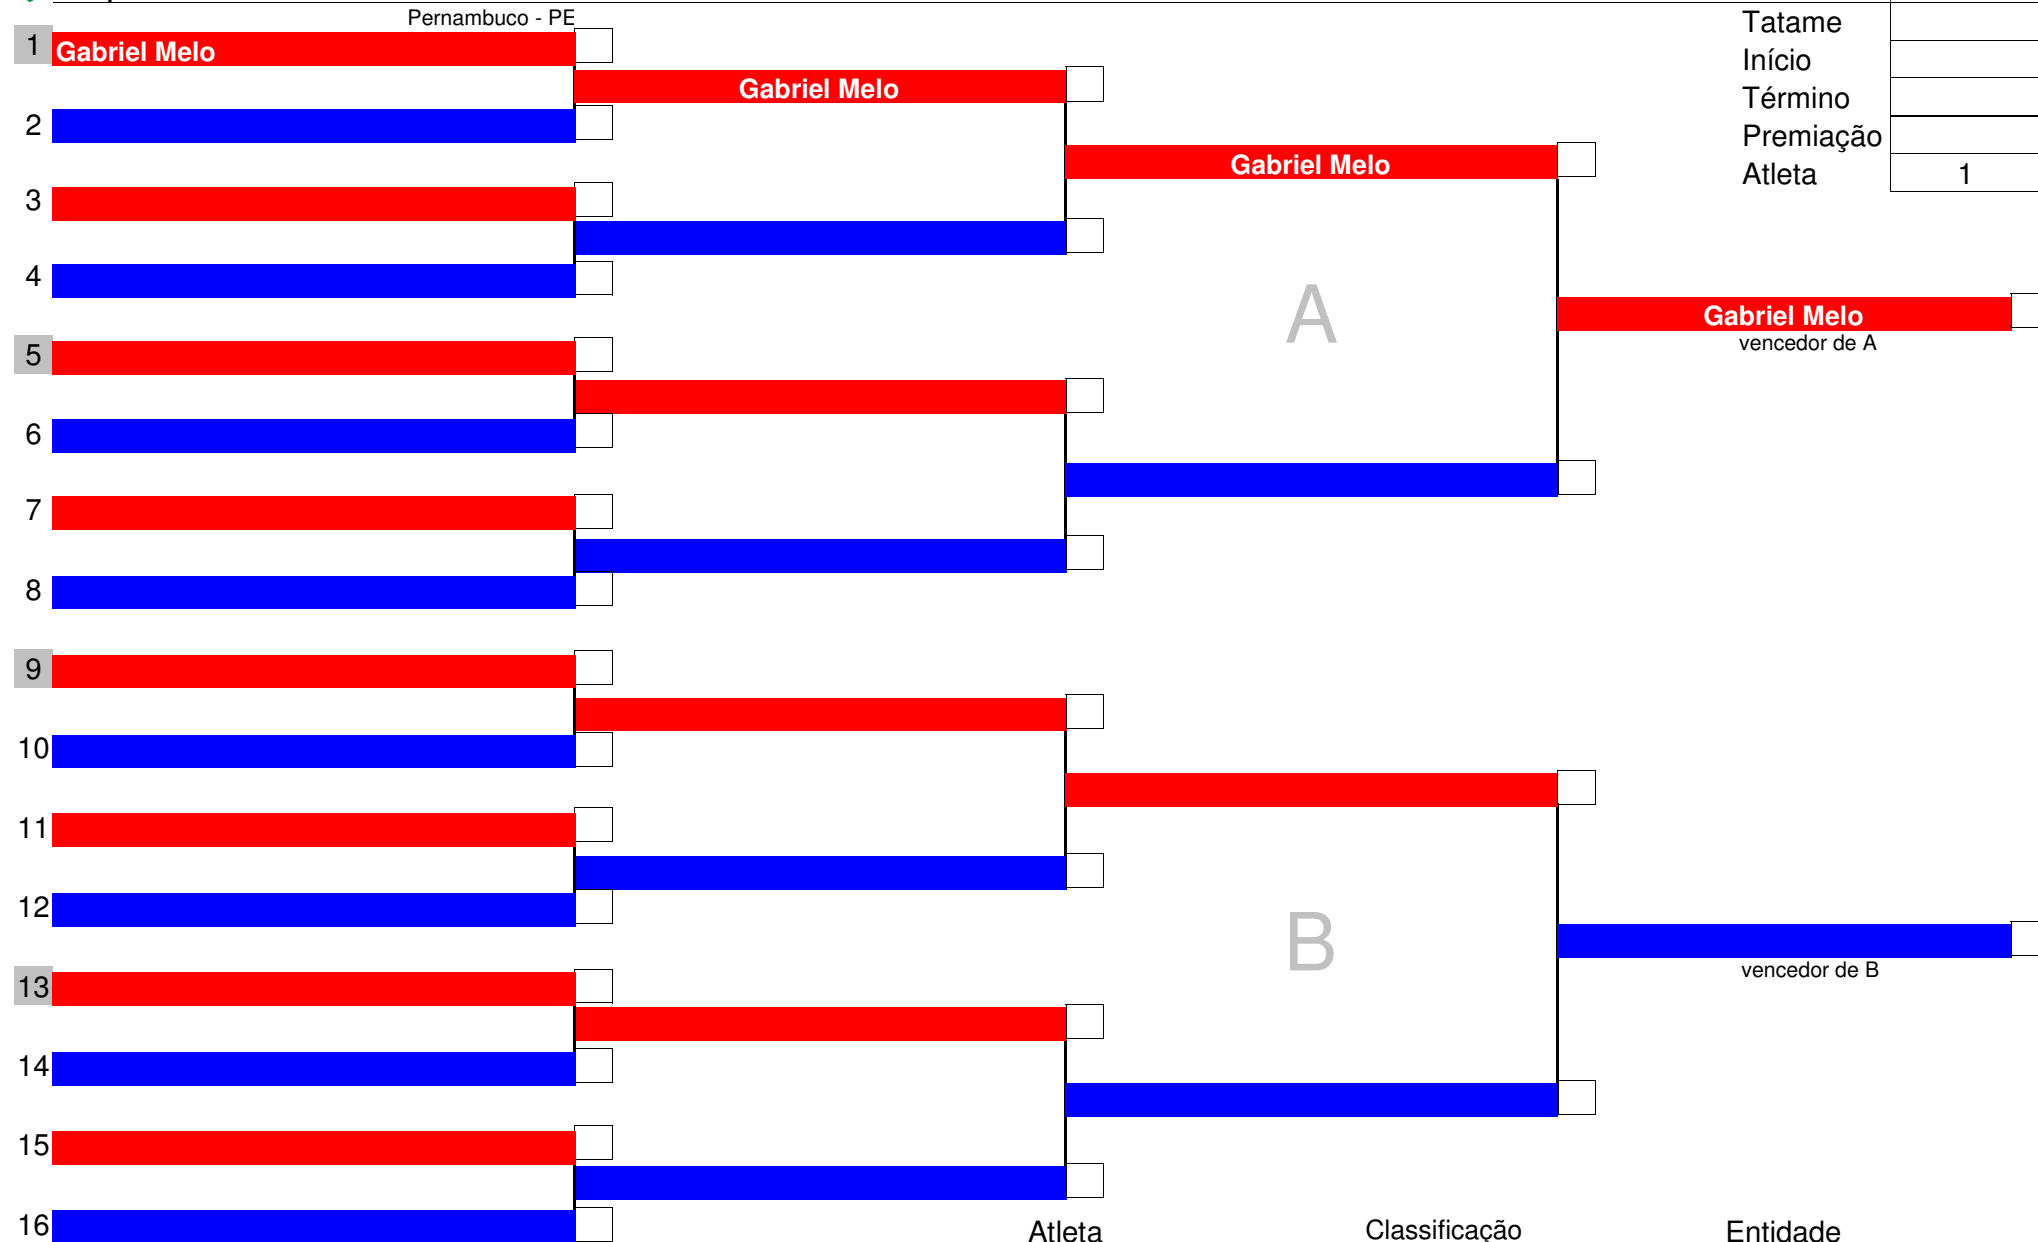 Pernambuco - PE
Tatame
1
Gabriel Melo
Início
Gabriel Melo
Término
2
Premiação
Gabriel Melo
Atleta 1
3
4
A
Gabriel Melo
vencedor de A
5
6
7
8
9
10
11
12
B
vencedor de B
13
14
15
16
Atleta Classificação Entidade